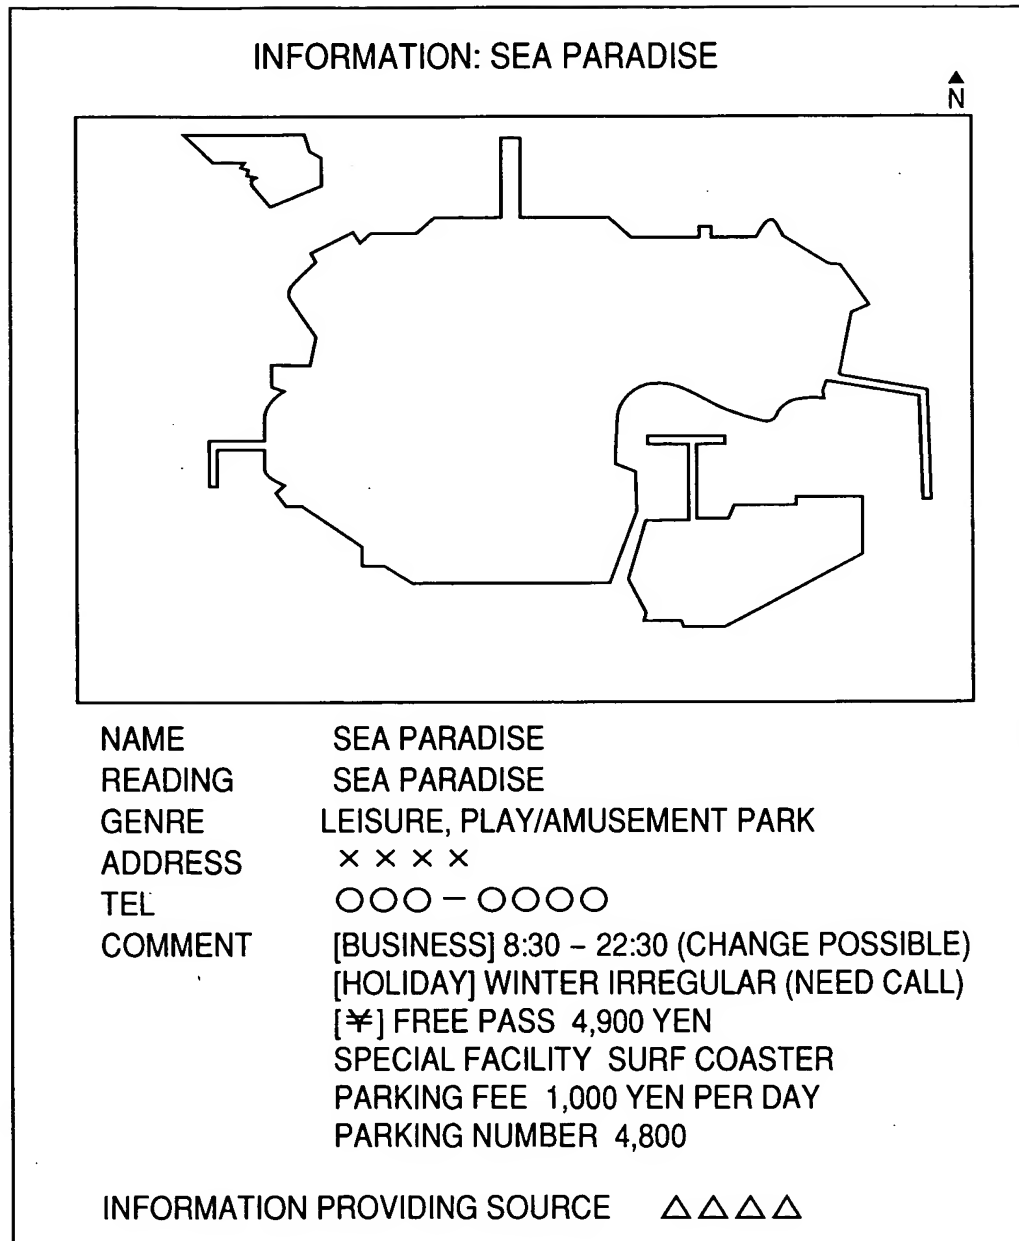 INFORMATION: SEA PARADISE
N
NAME SEA PARADISE
READING SEA PARADISE
GENRE LEISURE, PLAY/AMUSEMENT PARK
ADDRESS ××××
TEL ○○○–○○○○
COMMENT [BUSINESS] 8:30 – 22:30 (CHANGE POSSIBLE)
[HOLIDAY] WINTER IRREGULAR (NEED CALL)
[¥] FREE PASS 4,900 YEN
SPECIAL FACILITY SURF COASTER
PARKING FEE 1,000 YEN PER DAY
PARKING NUMBER 4,800
INFORMATION PROVIDING SOURCE △△△△